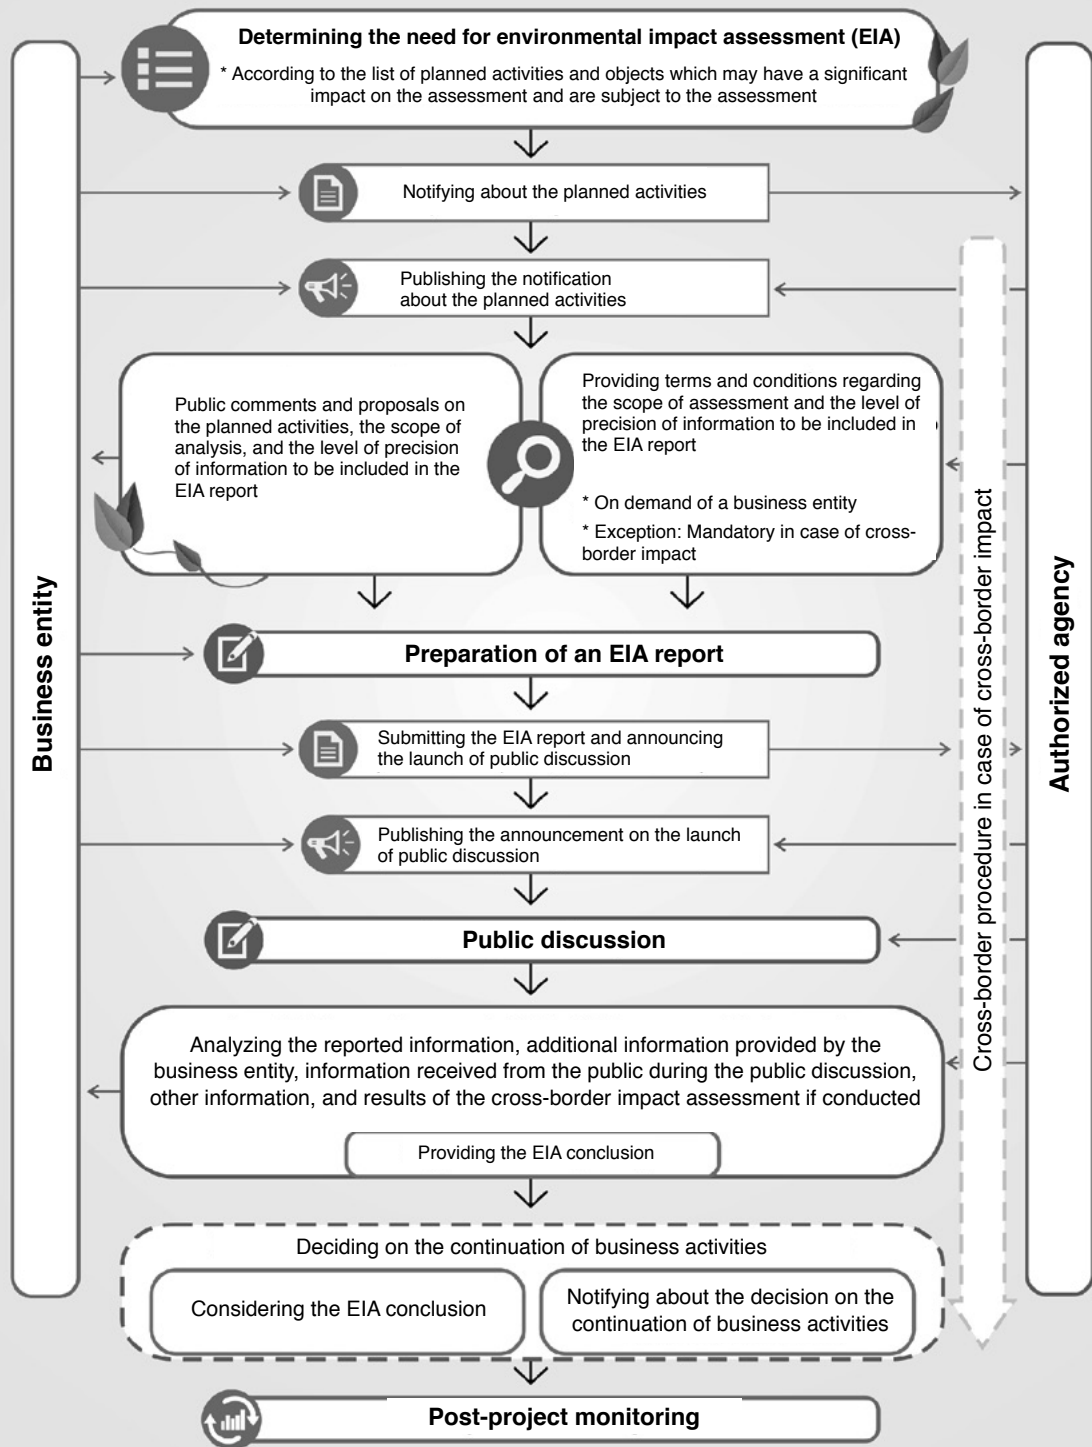 Determining the need for environmental impact assessment (EIA)
* According to the list of planned activities and objects which may have a significant
impact on the assessment and are subject to the assessment
Notifying about the planned activities
Publishing the notification
about the planned activities
Public comments and proposals on
the planned activities, the scope of
analysis, and the level of precision
of information to be included in the
EIA report
Providing terms and conditions regarding
the scope of assessment and the level of
precision of information to be included in
the EIA report
* On demand of a business entity
* Exception: Mandatory in case of cross-
border impact
Business entity
Authorized agency
Cross-border procedure in case of cross-border impact
Preparation of an EIA report
Submitting the EIA report and announcing
the launch of public discussion
Publishing the announcement on the launch
of public discussion
Public discussion
Analyzing the reported information, additional information provided by the
business entity, information received from the public during the public discussion,
other information, and results of the cross-border impact assessment if conducted
Providing the EIA conclusion
Deciding on the continuation of business activities
Considering the EIA conclusion
Notifying about the decision on the
continuation of business activities
Post-project monitoring